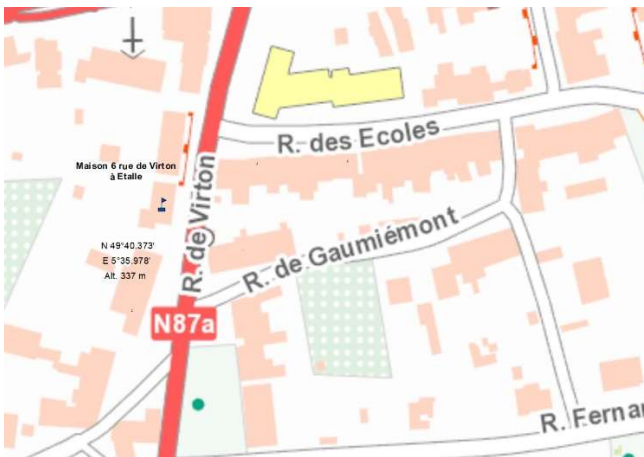 R. des Ecoles
Maison 6 rue de Virton
à Etalle
R. de Virton
N 49°40.373'
E 5°35.978'
Alt. 337 m
R. de Gaumiémont
N87a
R. Fernan